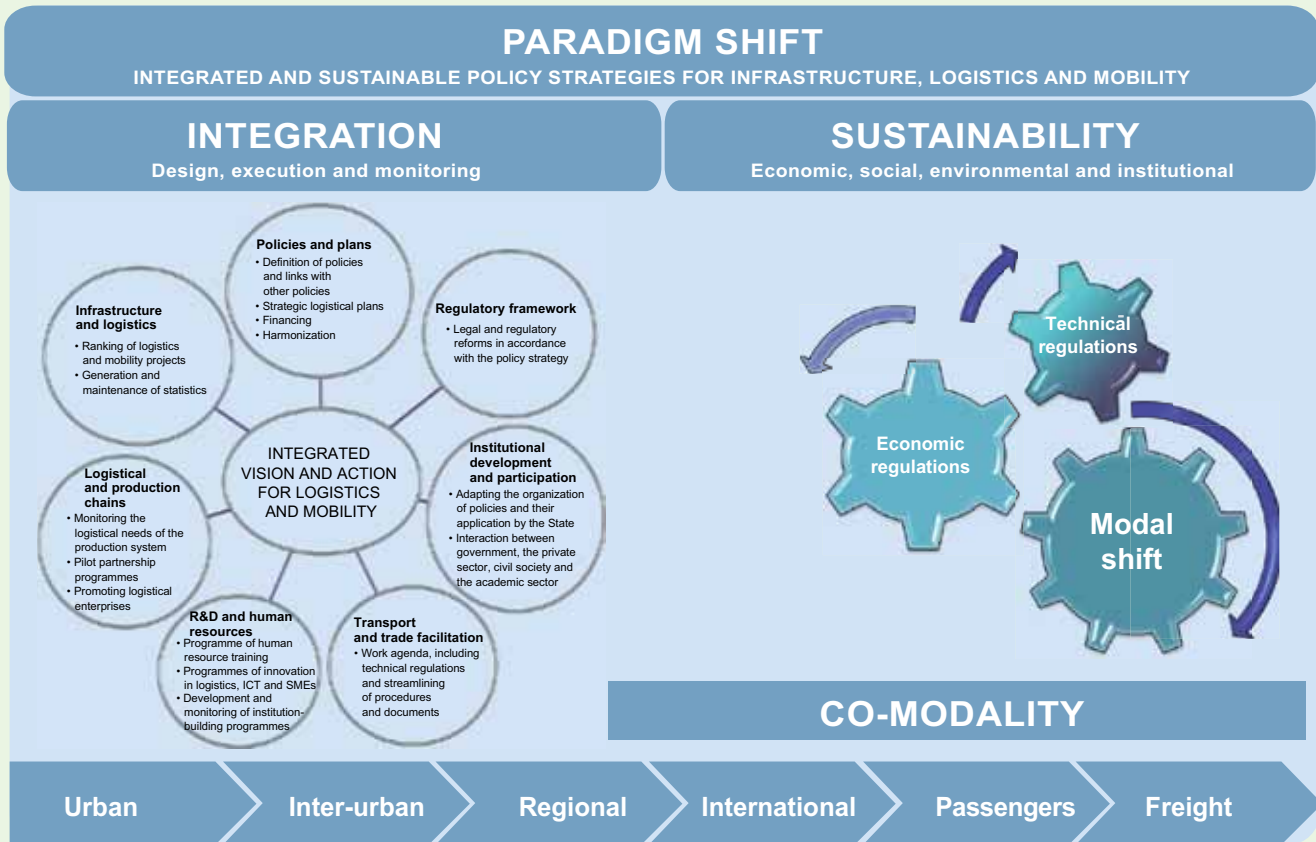 PARADIGM SHIFT
INTEGRATED AND SUSTAINABLE POLICY STRATEGIES FOR INFRASTRUCTURE, LOGISTICS AND MOBILITY
INTEGRATION
Design, execution and monitoring
SUSTAINABILITY
Economic, social, environmental and institutional
Policies and plans
• Definition of policies
and links with
other policies
• Strategic logistical plans
• Financing
• Harmonization
Infrastructure
and logistics
• Ranking of logistics
and mobility projects
• Generation and
maintenance of statistics
Regulatory framework
• Legal and regulatory
reforms in accordance
with the policy strategy
INTEGRATED
VISION AND ACTION
FOR LOGISTICS
AND MOBILITY
Logistical
and production
chains
• Monitoring the
logistical needs of the
production system
• Pilot partnership
programmes
• Promoting logistical
enterprises
Institutional
development
and participation
• Adapting the organization
of policies and their
application by the State
• Interaction between
government, the private
sector, civil society and
the academic sector
R&D and human
resources
• Programme of human
resource training
• Programmes of innovation
in logistics, ICT and SMEs
• Development and
monitoring of institution-
building programmes
Transport
and trade facilitation
• Work agenda, including
technical regulations
and streamlining
of procedures
and documents
Technical
regulations
Economic
regulations
Modal
shift
CO-MODALITY
Urban
Inter-urban
Regional
International
Passengers
Freight